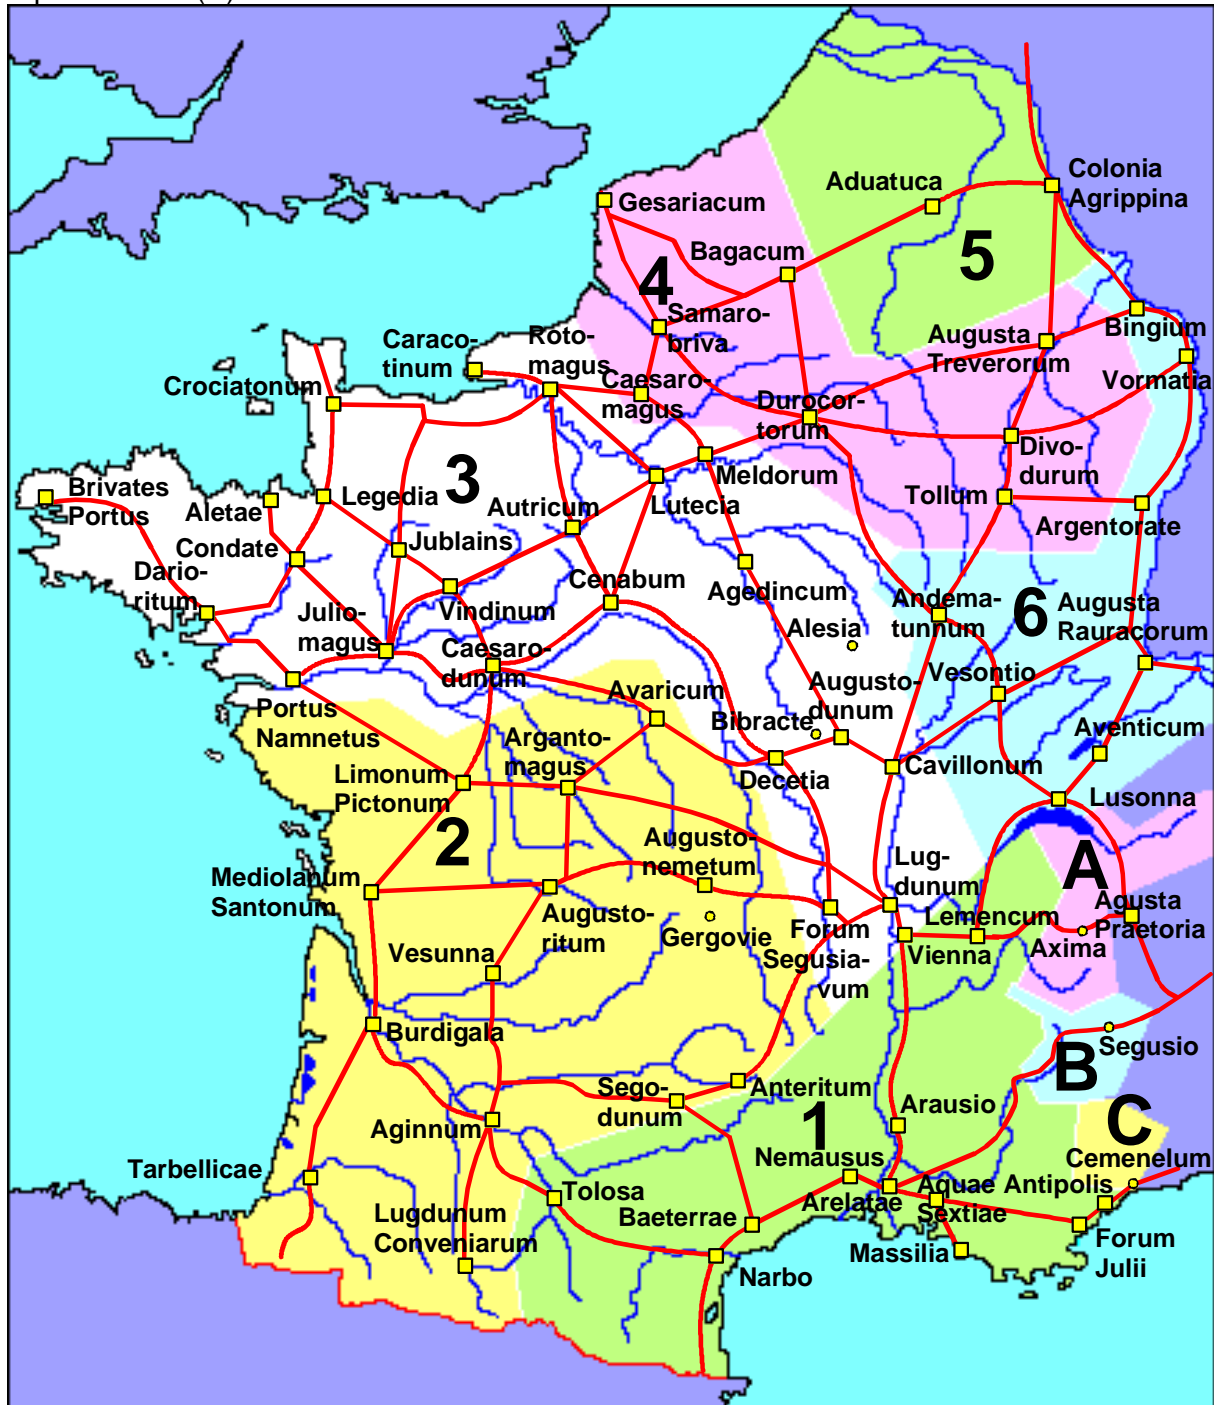 Colonia
Agrippina
Aduatuca
Gesariacum
Bagacum
5
4
Samaro-
briva
Bingium
Augusta
Treverorum
Caraco-
tinum
Roto-
magus
Crociatonum
Caesaro-
magus
Vormatia
Durocor-
torum
Divo-
durum
Meldorum
3
Brivates
Portus
Aletae
Legedia
Autricum
Lutecia
Tollum
Argentorate
Condate
Jublains
Dario-
ritum
Cenabum
Agedincum
Andema-
tunnum
6
Augusta
Rauracorum
Julio-
magus
Vindinum
Alesia
Caesaro-
dunum
Vesontio
Augusto-
dunum
Avaricum
Bibracte
Portus
Namnetus
Aventicum
Arganto-
magus
Limonum
Pictonum
Decetia
Cavillonum
Lusonna
2
Augusto-
nemetum
Lug-
dunum
A
Mediolanum
Santonum
Augusto-
ritum
Gergovie
Forum
Segusia-
vum
Lemencum
Vienna
Agusta
Praetoria
Axima
Vesunna
Burdigala
Segusio
B
Sego-
dunum
Anteritum
1
Arausio
C
Aginnum
Nemausus
Cemenelum
Tarbellicae
Tolosa
Arelatae
Aquae
Sextiae
Antipolis
Lugdunum
Conveniarum
Baeterrae
Massilia
Forum
Julii
Narbo